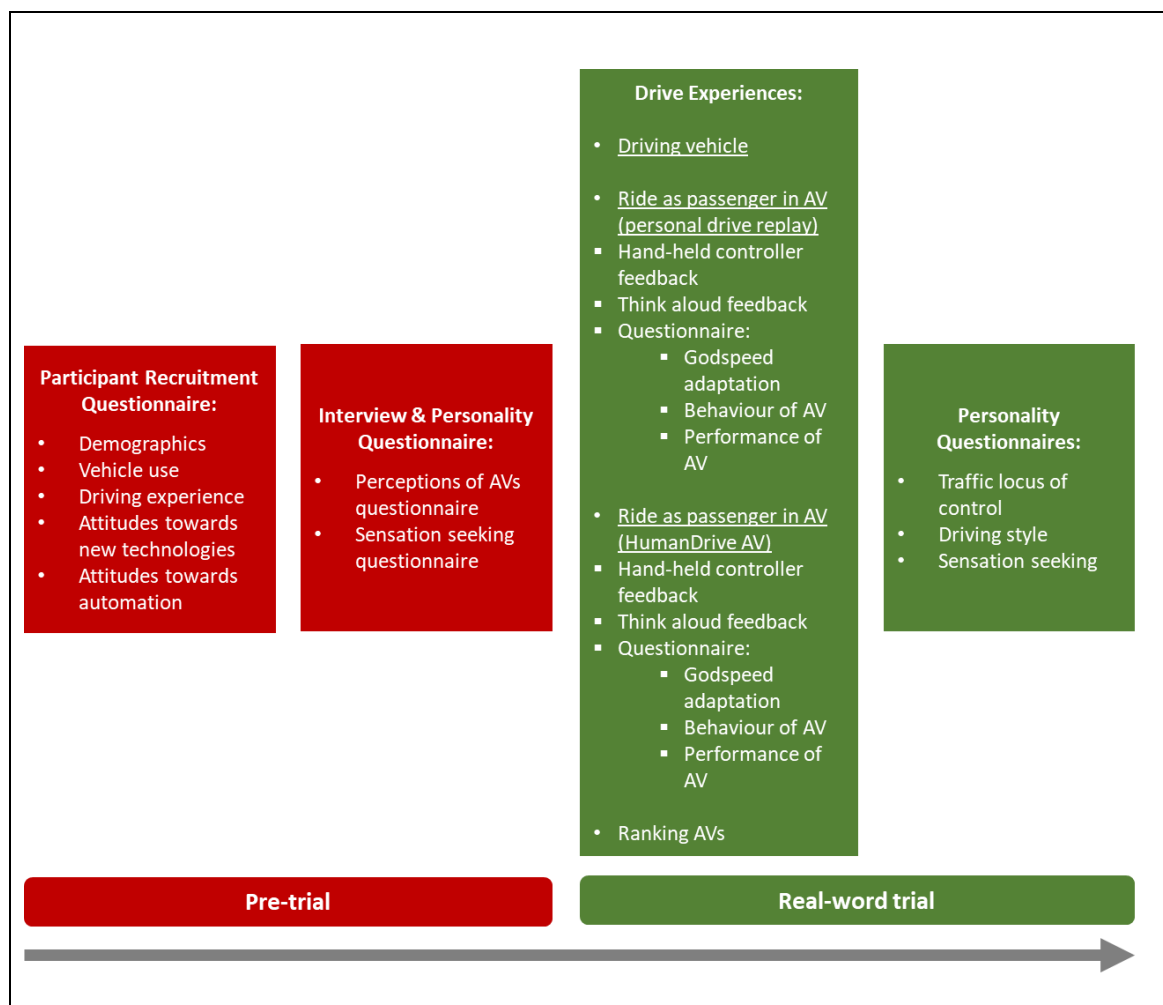 Participant Recruitment
Questionnaire:
• Demographics
• Vehicle use
• Driving experience
• Attitudes towards
new technologies
• Attitudes towards
automation
Interview & Personality
Questionnaire:
• Perceptions of AVs
questionnaire
• Sensation seeking
questionnaire
Drive Experiences:
• Driving vehicle
• Ride as passenger in AV
(personal drive replay)
▪ Hand-held controller
feedback
▪ Think aloud feedback
▪ Questionnaire:
▪ Godspeed
adaptation
▪ Behaviour of AV
▪ Performance of
AV
• Ride as passenger in AV
(HumanDrive AV)
▪ Hand-held controller
feedback
▪ Think aloud feedback
▪ Questionnaire:
▪ Godspeed
adaptation
▪ Behaviour of AV
▪ Performance of
AV
• Ranking AVs
Personality
Questionnaires:
• Traffic locus of
control
• Driving style
• Sensation seeking
Pre-trial
Real-word trial